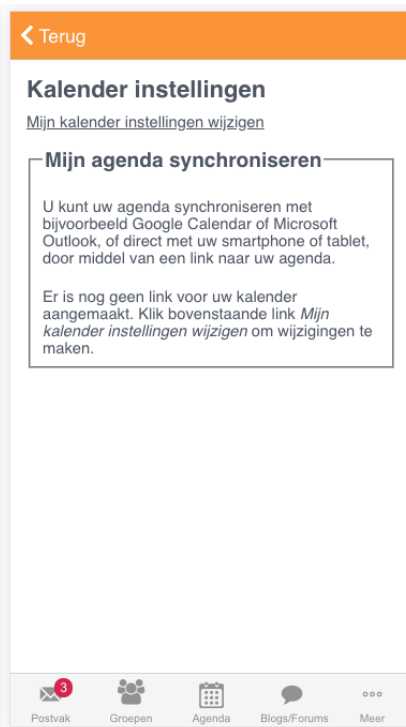 Terug
Kalender instellingen
Mijn kalender instellingen wijzigen
Mijn agenda synchroniseren
U kunt uw agenda synchroniseren met
bijvoorbeeld Google Calendar of Microsoft
Outlook, of direct met uw smartphone of tablet,
door middel van een link naar uw agenda.
Er is nog geen link voor uw kalender
aangemaakt. Klik bovenstaande link Mijn
kalender instellingen wijzigen om wijzigingen te
maken.
3
Postvak Groepen Agenda Blogs/Forums Meer